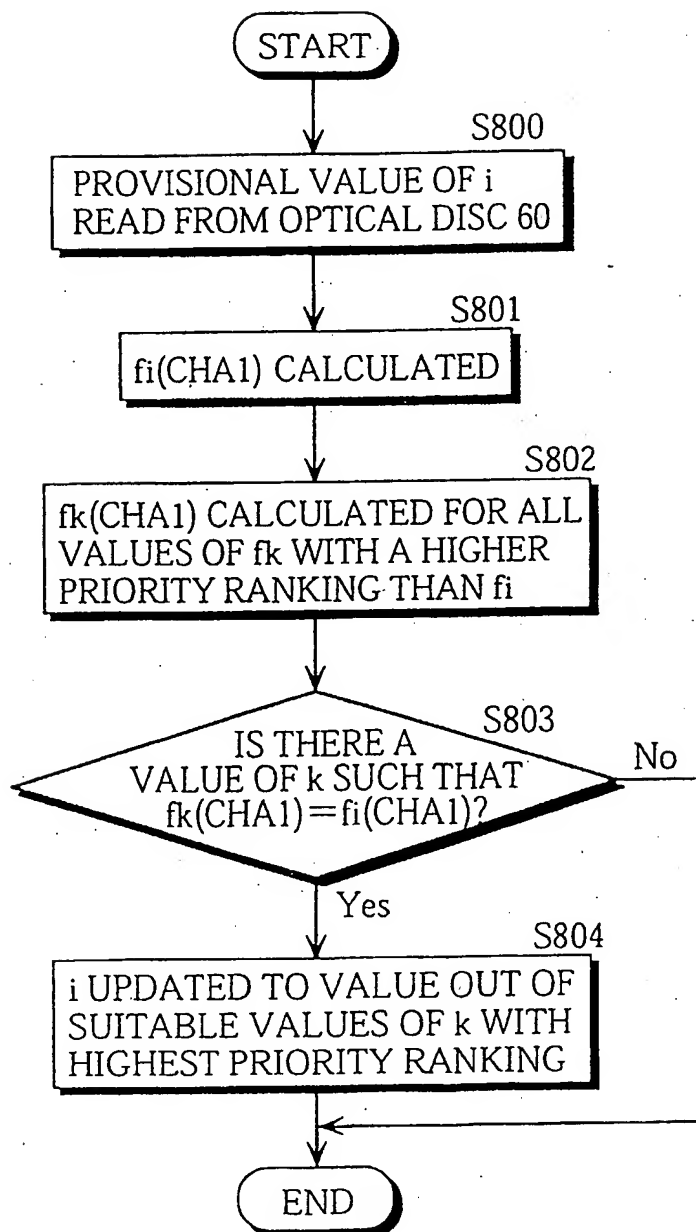 START
S800
PROVISIONAL VALUE OF i
READ FROM OPTICAL DISC 60
S801
fi(CHA1) CALCULATED
S802
fk(CHA1) CALCULATED FOR ALL
VALUES OF fk WITH A HIGHER
PRIORITY RANKING THAN fi
S803
IS THERE A
VALUE OF k SUCH THAT
fk(CHA1)=fi(CHA1)?
No
Yes
S804
i UPDATED TO VALUE OUT OF
SUITABLE VALUES OF k WITH
HIGHEST PRIORITY RANKING
END